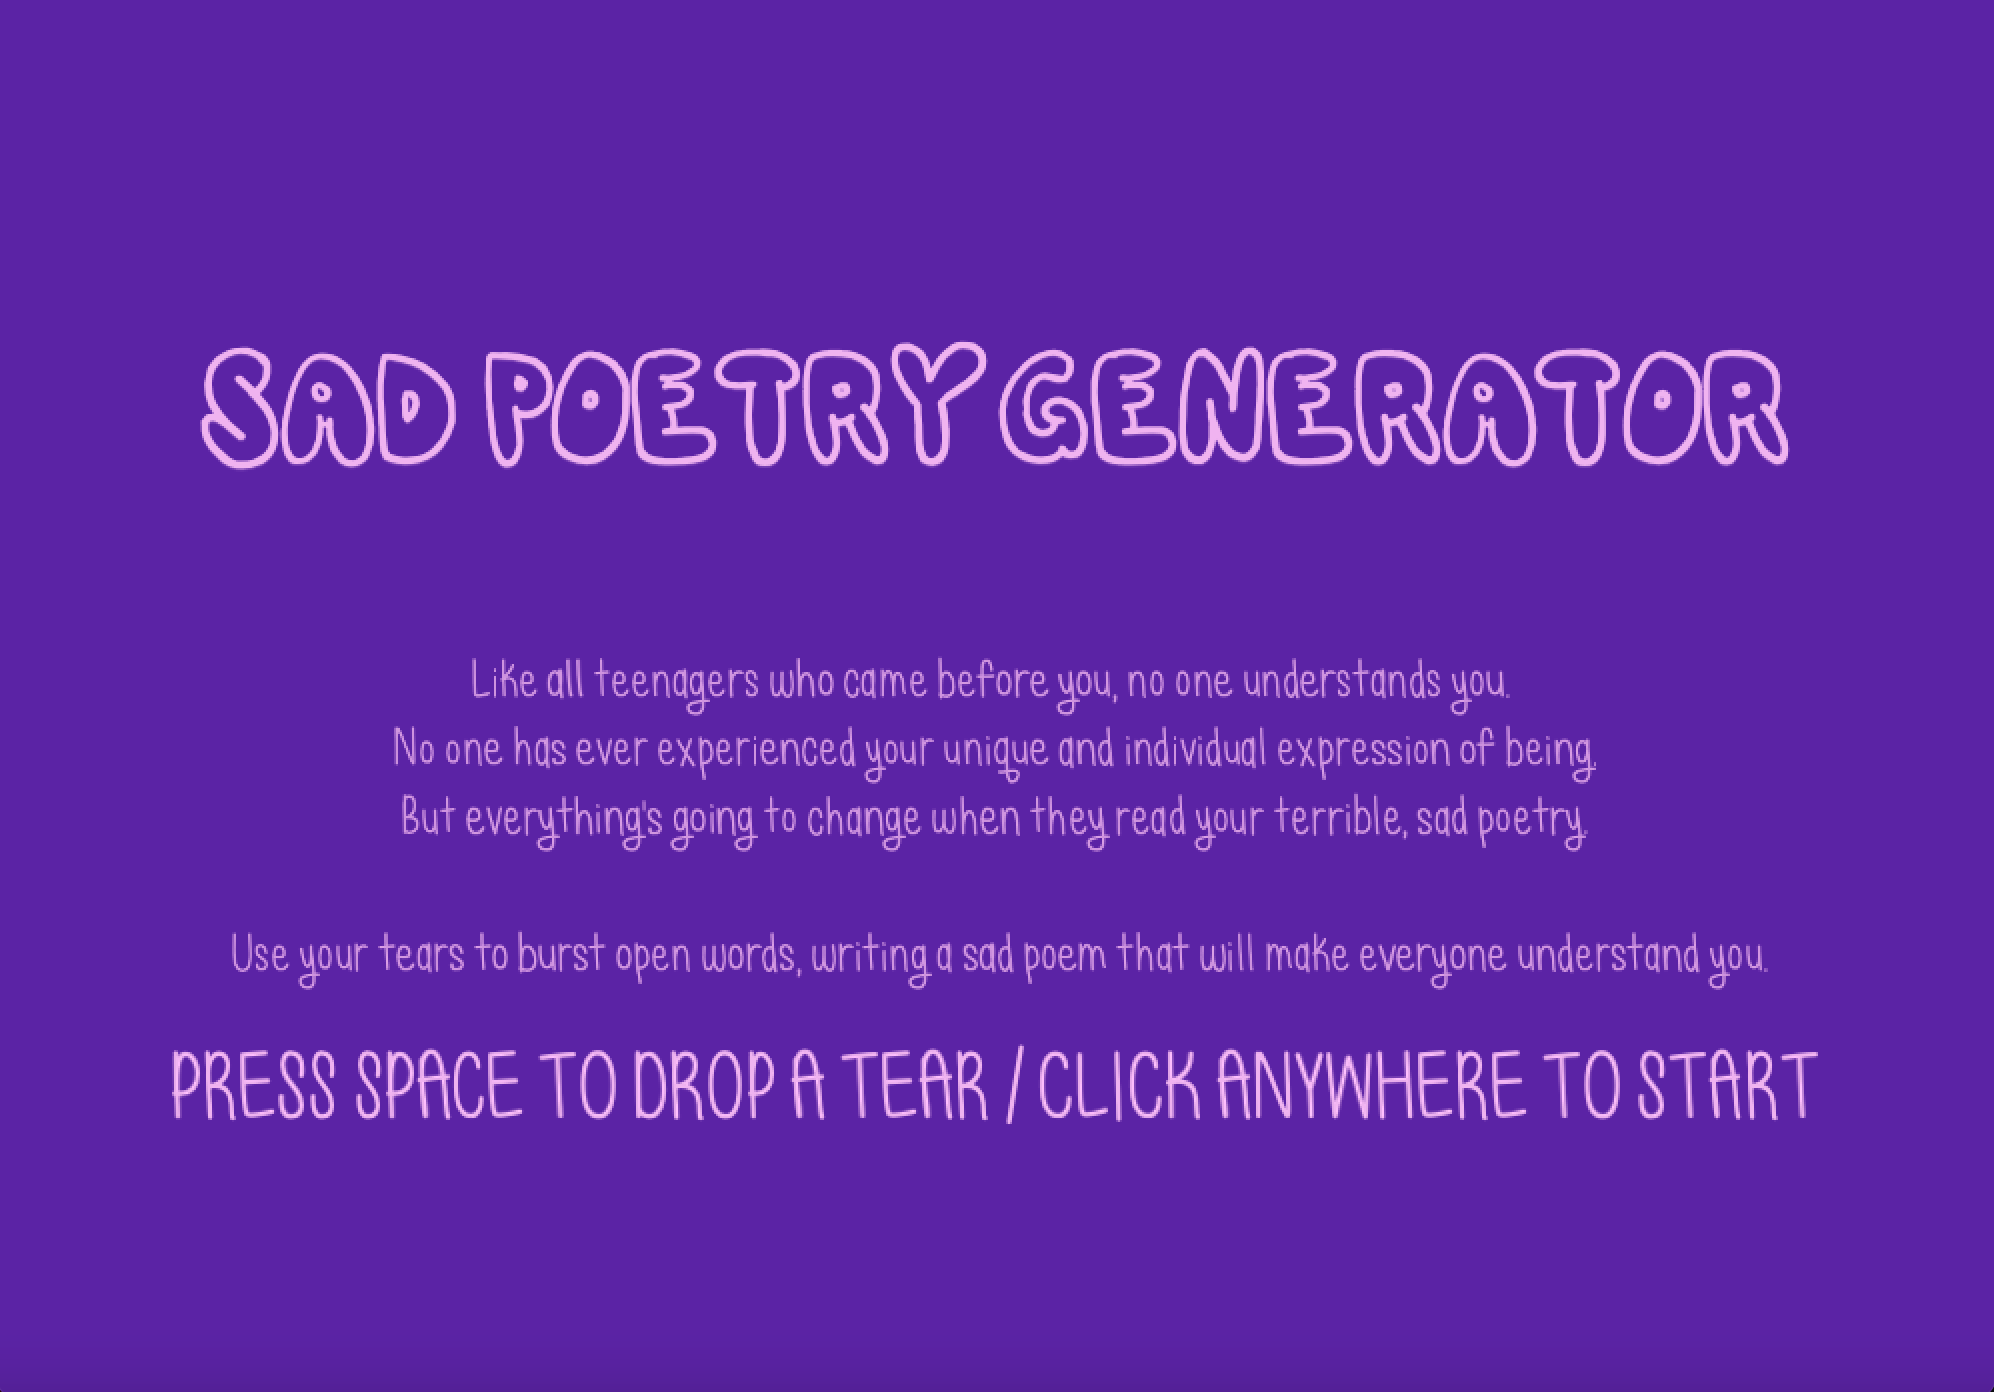 SAD POETRY GENERATOR
Like all teenagers who came before you, no one understands you.
No one has ever experienced your unique and individual expression of being.
But everything's going to change when they read your terrible, sad poetry.
Use your tears to burst open words, writing a sad poem that will make everyone understand you.
PRESS SPACE TO DROP A TEAR / CLICK ANYWHERE TO START